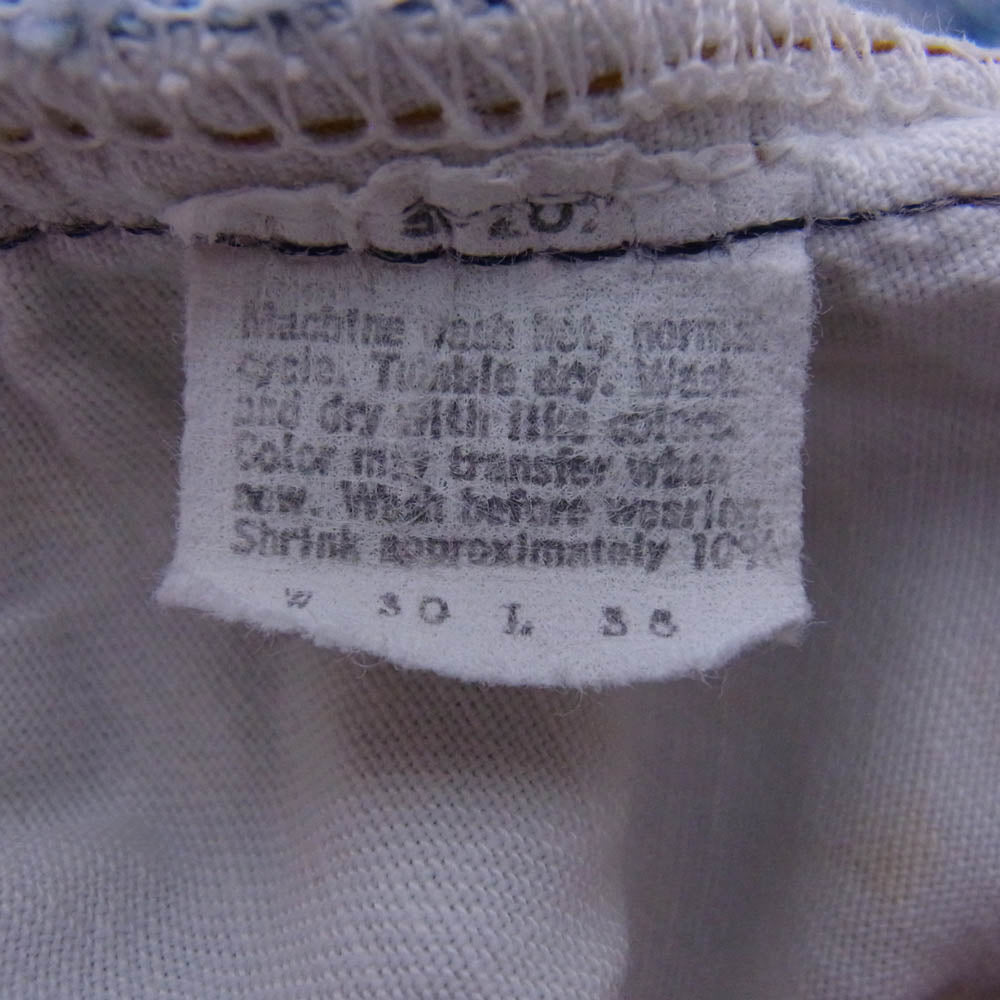 Machine wash hot, normal
cycle. Tumble dry. Wash
and dry with like colors.
Color may transfer when
new. Wash before wearing.
Shrink approximately 10%
W 30 L 36